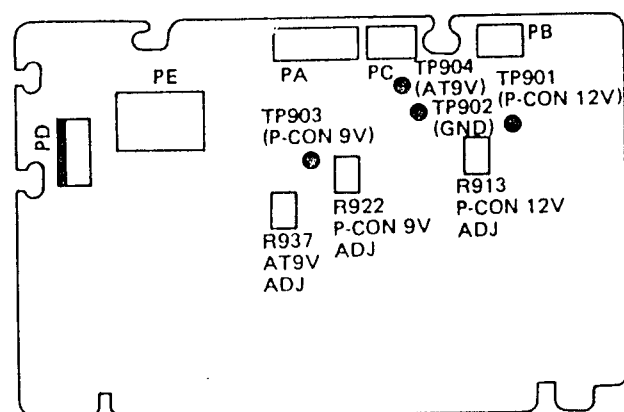 PB
PA
PC
TP904
(AT9V)
TP901
(P-CON 12V)
PE
TP902
(GND)
TP903
(P-CON 9V)
PD
R913
P-CON 12V
ADJ
R922
P-CON 9V
ADJ
R937
AT9V
ADJ